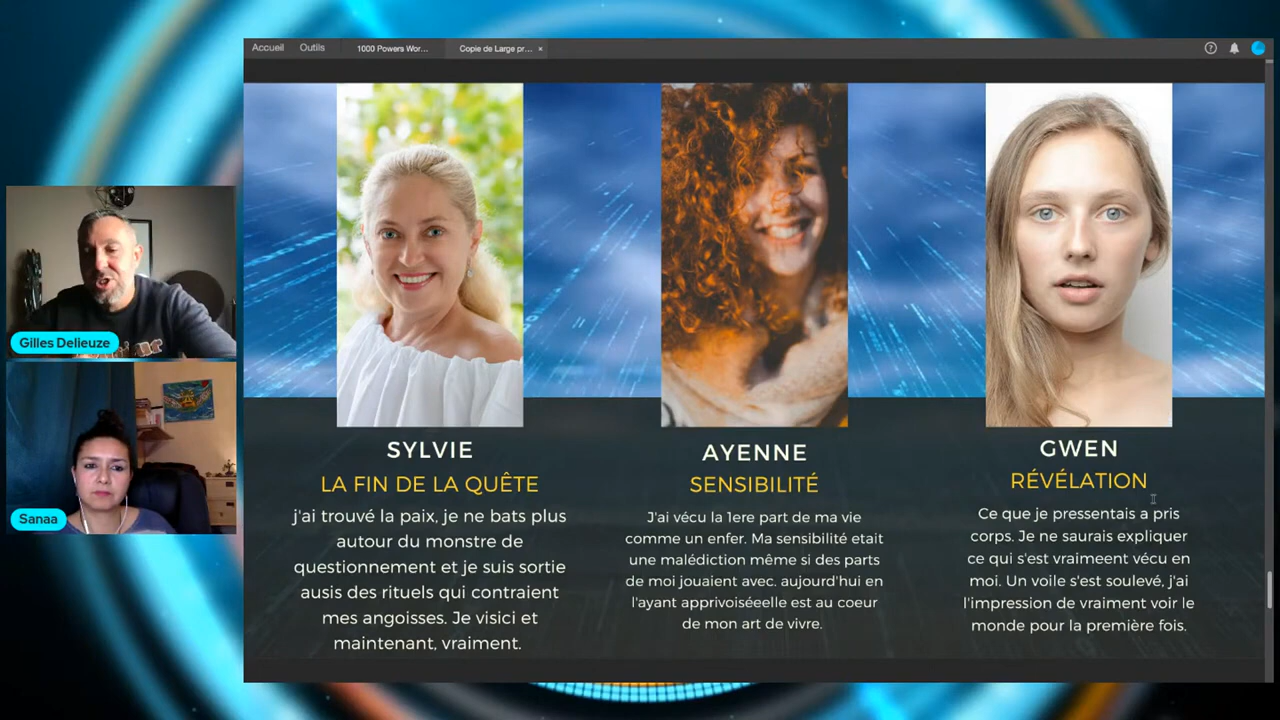 Accueil
Outils
1000 Powers Wor...
Copie de Large pr... ×
Gilles Delieuze
Sanaa
SYLVIE
LA FIN DE LA QUÊTE
j'ai trouvé la paix, je ne bats plus
autour du monstre de
questionnement et je suis sortie
ausis des rituels qui contraient
mes angoisses. Je visici et
maintenant, vraiment.
AYENNE
SENSIBILITÉ
J'ai vécu la 1ere part de ma vie
comme un enfer. Ma sensibilité etait
une malédiction même si des parts
de moi jouaient avec. aujourd'hui en
l'ayant apprivoiséeelle est au coeur
de mon art de vivre.
GWEN
RÉVÉLATION
Ce que je pressentais a pris
corps. Je ne saurais expliquer
ce qui s'est vraimeent vécu en
moi. Un voile s'est soulevé, j'ai
l'impression de vraiment voir le
monde pour la première fois.